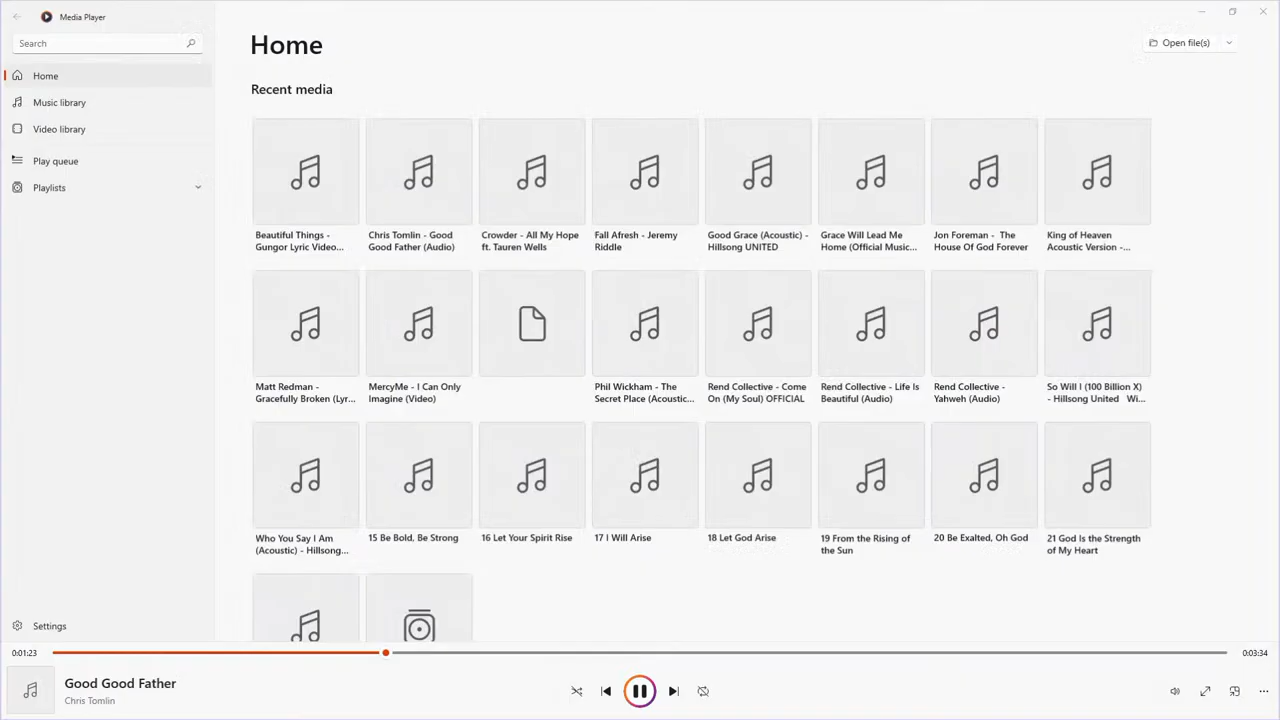 Media Player
Search
Home
Music library
Video library
Play queue
Playlists
Settings
Home
Open file(s)
Recent media
Beautiful Things -
Gungor Lyric Video...
Chris Tomlin - Good
Good Father (Audio)
Crowder - All My Hope
ft. Tauren Wells
Fall Afresh - Jeremy
Riddle
Good Grace (Acoustic) -
Hillsong UNITED
Grace Will Lead Me
Home (Official Music...
Jon Foreman - The
House Of God Forever
King of Heaven
Acoustic Version -...
Matt Redman -
Gracefully Broken (Lyr...
MercyMe - I Can Only
Imagine (Video)
Phil Wickham - The
Secret Place (Acoustic...
Rend Collective - Come
On (My Soul) OFFICIAL
Rend Collective - Life Is
Beautiful (Audio)
Rend Collective -
Yahweh (Audio)
So Will I (100 Billion X)
- Hillsong United Wi...
Who You Say I Am
(Acoustic) - Hillsong...
15 Be Bold, Be Strong
16 Let Your Spirit Rise
17 I Will Arise
18 Let God Arise
19 From the Rising of
the Sun
20 Be Exalted, Oh God
21 God Is the Strength
of My Heart
0:01:23
0:03:34
Good Good Father
Chris Tomlin